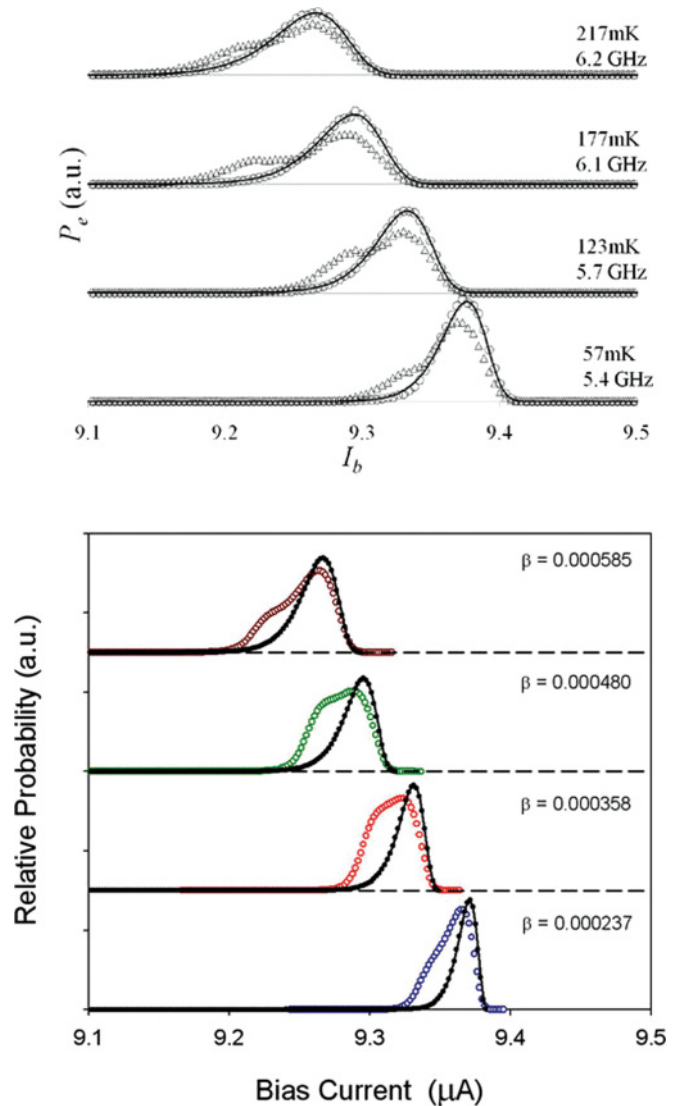 217mK
6.2 GHz
177mK
6.1 GHz
P_e (a.u.)
123mK
5.7 GHz
57mK
5.4 GHz
9.1 9.2 9.3 9.4 9.5
I_b
β = 0.000585
β = 0.000480
Relative Probability (a.u.)
β = 0.000358
β = 0.000237
9.1 9.2 9.3 9.4 9.5
Bias Current (μA)